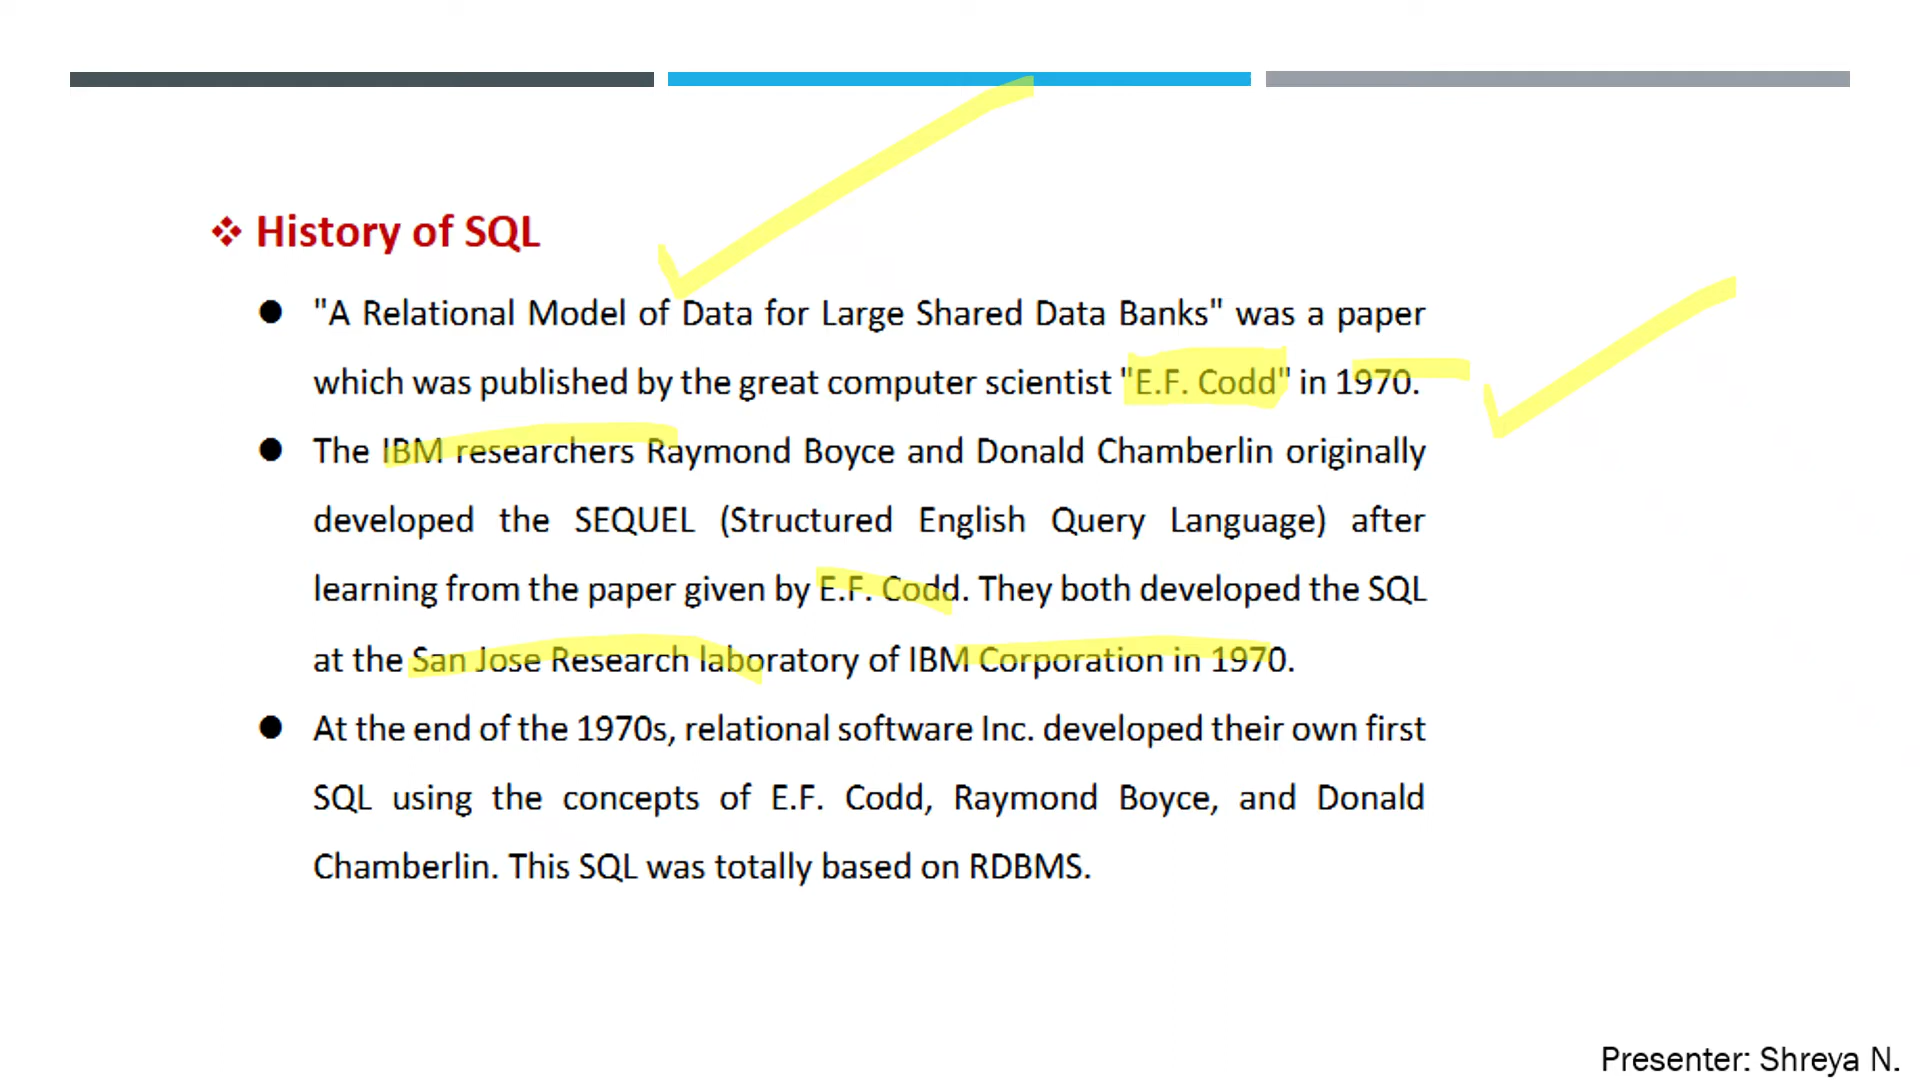 ❖ History of SQL
● "A Relational Model of Data for Large Shared Data Banks" was a paper
which was published by the great computer scientist "E.F. Codd" in 1970.
● The IBM researchers Raymond Boyce and Donald Chamberlin originally
developed the SEQUEL (Structured English Query Language) after
learning from the paper given by E.F. Codd. They both developed the SQL
at the San Jose Research laboratory of IBM Corporation in 1970.
● At the end of the 1970s, relational software Inc. developed their own first
SQL using the concepts of E.F. Codd, Raymond Boyce, and Donald
Chamberlin. This SQL was totally based on RDBMS.
Presenter: Shreya N.